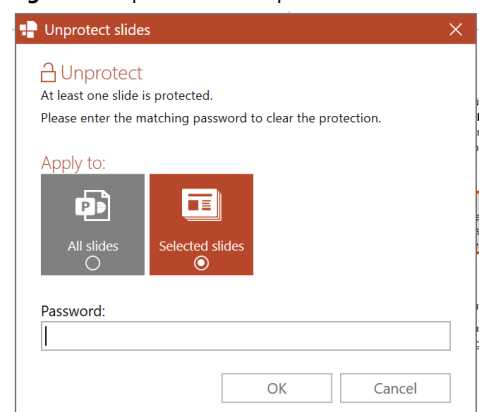 Unprotect slides
Unprotect
At least one slide is protected.
Please enter the matching password to clear the protection.
Apply to:
All slides
Selected slides
Password:
OK
Cancel